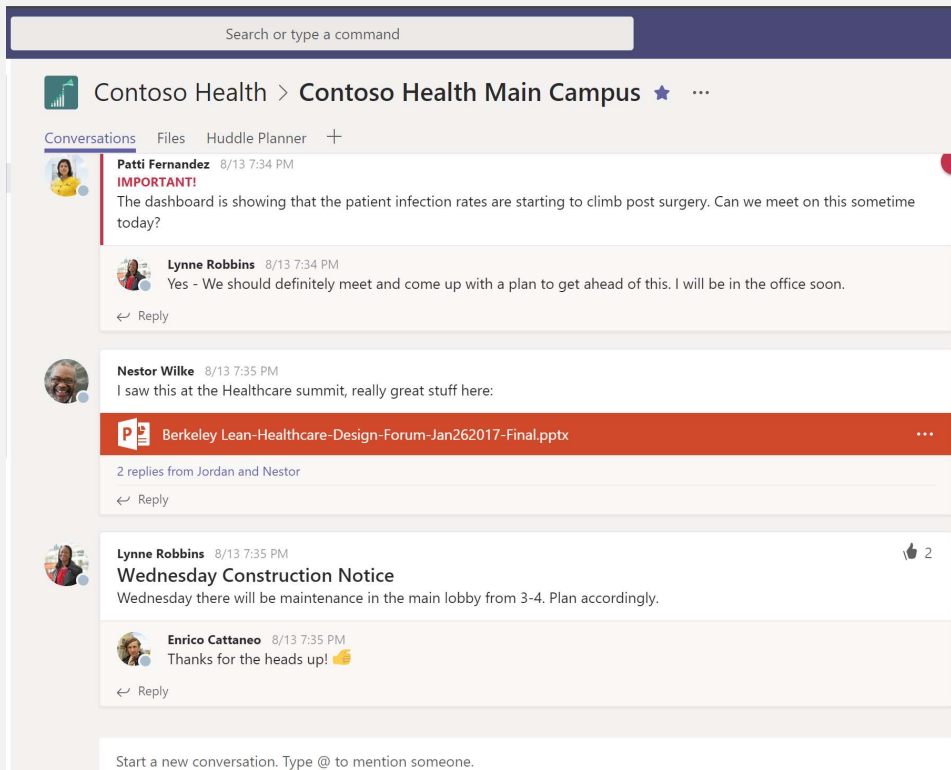 Search or type a command
Contoso Health > Contoso Health Main Campus ★ ...
Conversations Files Huddle Planner +
Patti Fernandez 8/13 7:34 PM
IMPORTANT!
The dashboard is showing that the patient infection rates are starting to climb post surgery. Can we meet on this sometime
today?
Lynne Robbins 8/13 7:34 PM
Yes - We should definitely meet and come up with a plan to get ahead of this. I will be in the office soon.
Reply
Nestor Wilke 8/13 7:35 PM
I saw this at the Healthcare summit, really great stuff here:
P Berkeley Lean-Healthcare-Design-Forum-Jan262017-Final.pptx ...
2 replies from Jordan and Nestor
Reply
Lynne Robbins 8/13 7:35 PM 2
Wednesday Construction Notice
Wednesday there will be maintenance in the main lobby from 3-4. Plan accordingly.
Enrico Cattaneo 8/13 7:35 PM
Thanks for the heads up! 👍
Reply
Start a new conversation. Type @ to mention someone.